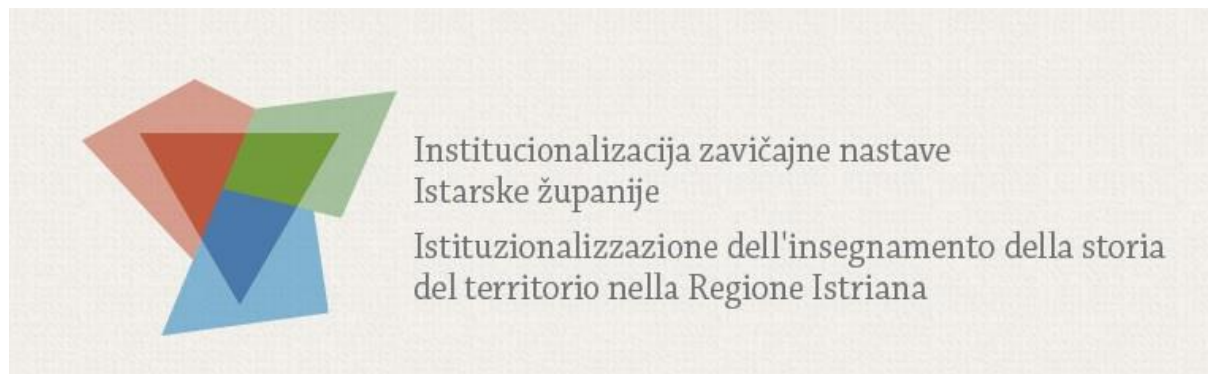 Institucionalizacija zavičajne nastave
Istarske županije
Istituzionalizzazione dell'insegnamento della storia
del territorio nella Regione Istriana